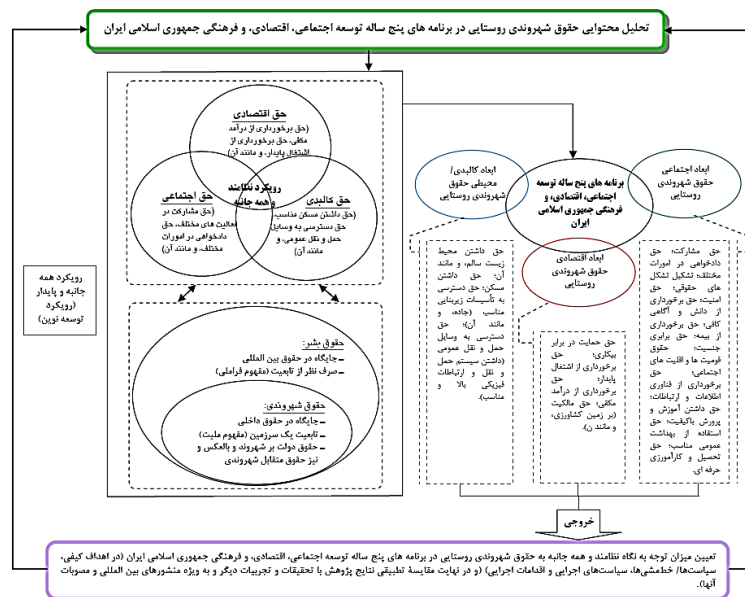 تحلیل محتوایی حقوق شهروندی روستایی در برنامه های پنج ساله توسعه اجتماعی، اقتصادی، و فرهنگی جمهوری اسلامی ایران
حق اقتصادی
(حق برخورداری از درآمد
مکفی، حق برخورداری از
اشتغال پایدار، و مانند آن)
حق اجتماعی
(حق مشارکت در
فعالیت های مختلف، حق
دادخواهی در امورات
مختلف، و مانند آن)
رویکرد نظامند
و همه جانبه
حق کالبدی
(حق داشتن مسکن مناسب،
حق دسترسی به وسایل
حمل و نقل عمومی، و
مانند آن)
رویکرد همه
جانبه و پایدار
(رویکرد
توسعه نوین)
حقوق بشر:
ـ جایگاه در حقوق بین المللی
ـ صرف نظر از تابعیت (مفهوم فراملی)
حقوق شهروندی:
ـ جایگاه در حقوق داخلی
ـ تابعیت یک سرزمین (مفهوم ملیت)
ـ حقوق دولت بر شهروند و بالعکس و
نیز حقوق متقابل شهروندی
ابعاد اجتماعی
حقوق شهروندی
روستایی
برنامه های پنج ساله توسعه
اجتماعی، اقتصادی، و
فرهنگی جمهوری اسلامی
ایران
ابعاد کالبدی/
محیطی حقوق
شهروندی روستایی
ابعاد اقتصادی
حقوق شهروندی
روستایی
حق مشارکت؛ حق
دادخواهی در امورات
مختلف؛ تشکیل تشکل
های حقوقی؛ حق
امنیت؛ حق برخورداری
از دانش و آگاهی
کافی؛ حق برخورداری
از بیمه؛ حق برابری
جنسیت؛ حقوق
قومیت ها و اقلیت های
اجتماعی؛ حق
برخورداری از فناوری
اطلاعات و ارتباطات؛
حق داشتن آموزش و
پرورش باکیفیت؛ حق
استفاده از بهداشت
عمومی مناسب؛ حق
تحصیل و کارآموزی
حرفه ای.
حق حمایت در برابر
بیکاری؛ حق
برخورداری از اشتغال
پایدار؛ حق
برخورداری از درآمد
مکفی؛ حق مالکیت
(بر زمین کشاورزی،
و مانند ن).
حق داشتن محیط
زیست سالم، و مانند
آن؛ حق داشتن
مسکن؛ حق دسترسی
به تأسیسات زیربنایی
مناسب (جاده، و
مانند آن)؛ حق
دسترسی به وسایل
حمل و نقل عمومی
(داشتن سیستم حمل
و نقل و ارتباطات
فیزیکی بالا و
مناسب).
خروجی
تعیین میزان توجه به نگاه نظامند و همه جانبه به حقوق شهروندی روستایی در برنامه های پنج ساله توسعه اجتماعی، اقتصادی، و فرهنگی جمهوری اسلامی ایران (در اهداف کیفی،
سیاست‌ها/ خط‌مشی‌ها، سیاست‌های اجرایی و اقدامات اجرایی) (و در نهایت مقایسهٔ تطبیقی نتایج پژوهش با تحقیقات و تجربیات دیگر و به ویژه منشورهای بین المللی و مصوبات
آنها).